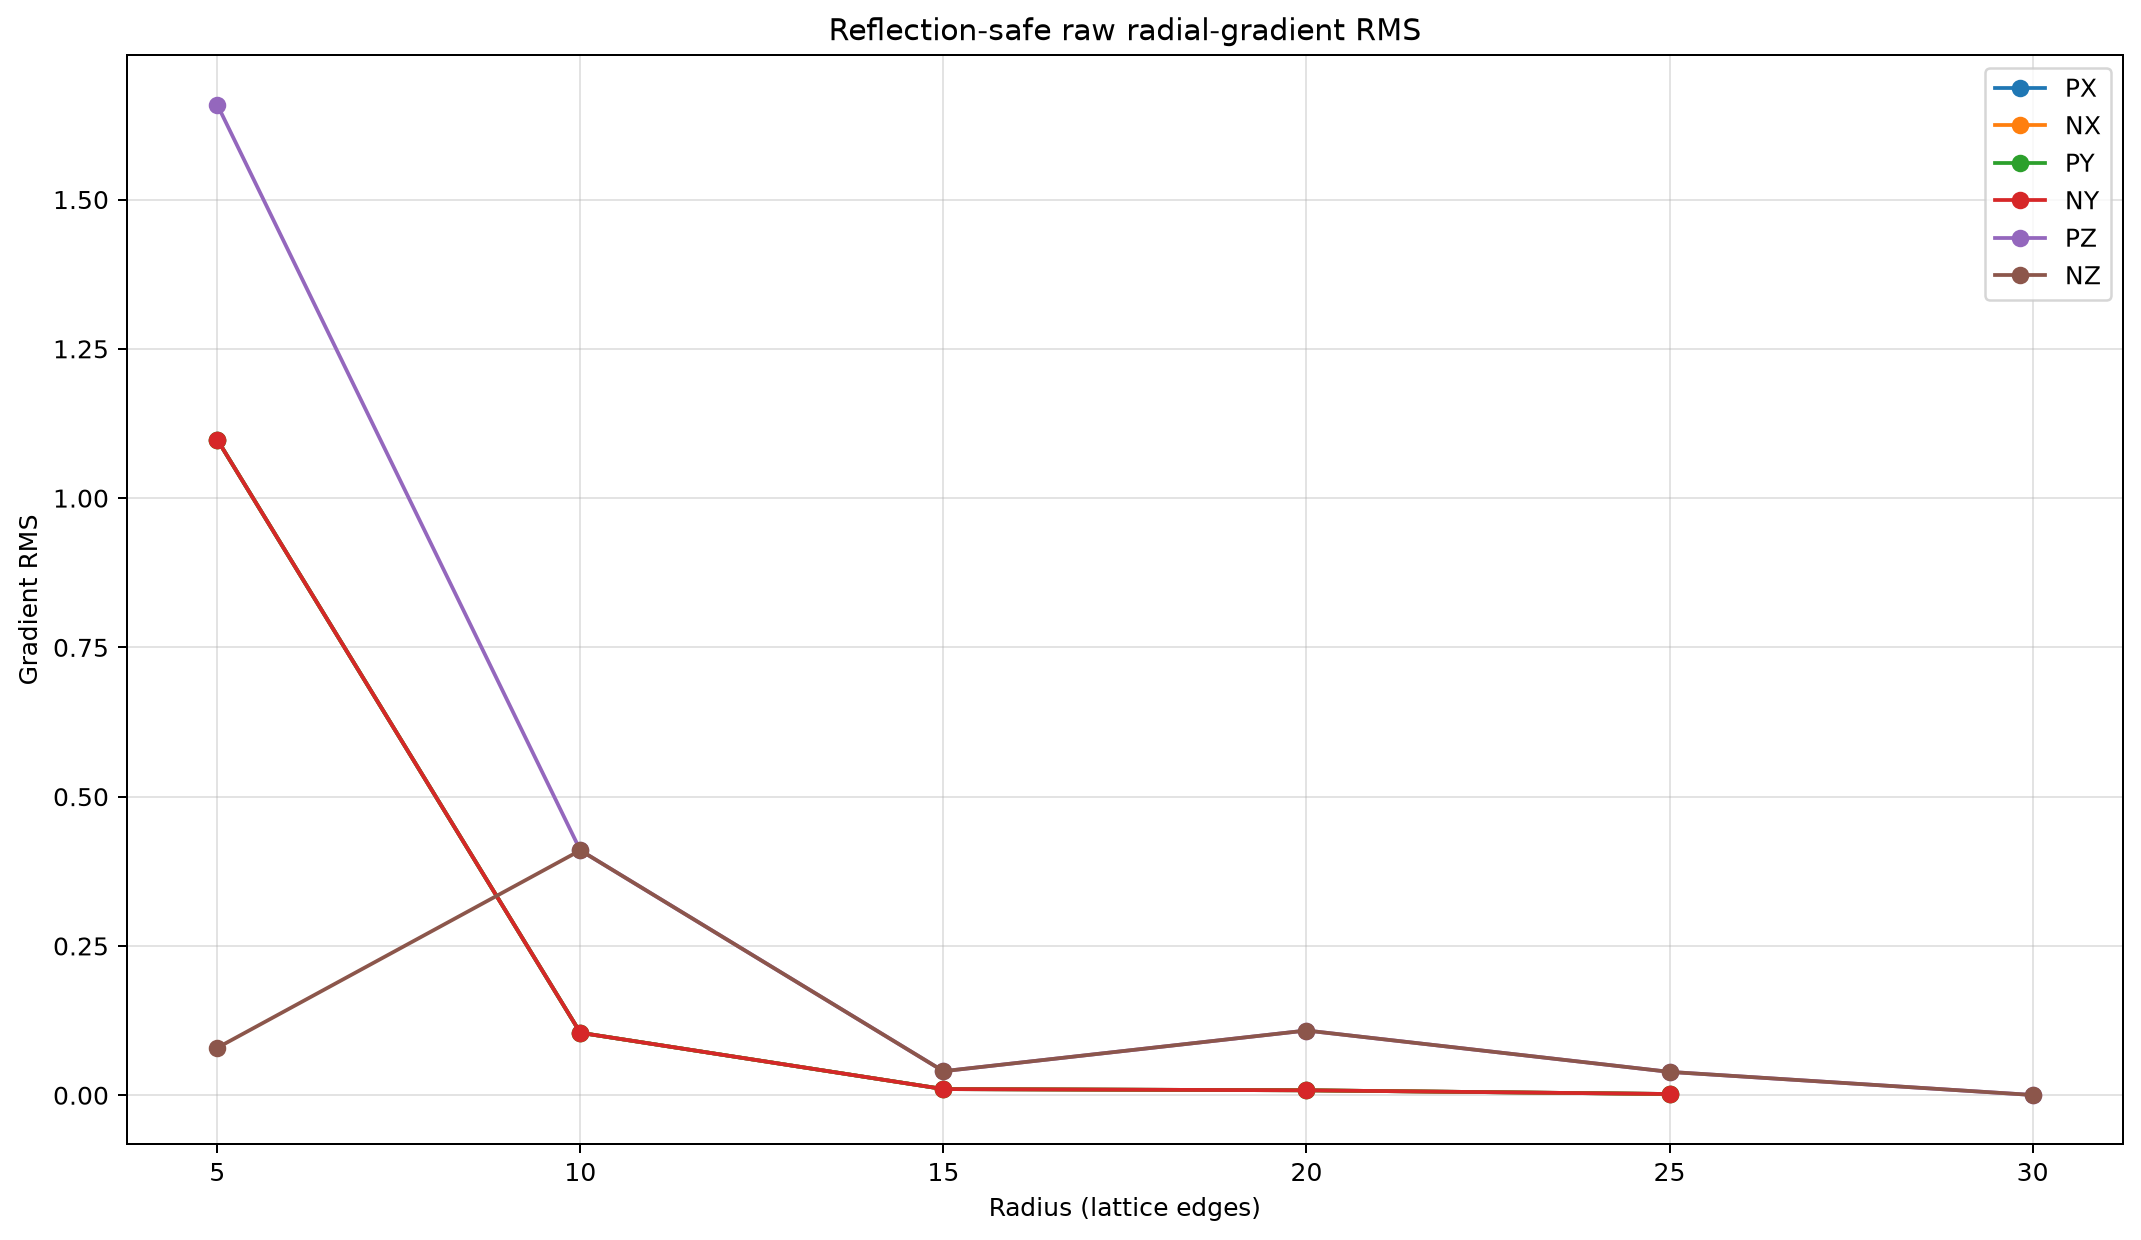 Reflection-safe raw radial-gradient RMS
PX
NX
PY
NY
PZ
NZ
1.50
1.25
1.00
0.75
0.50
0.25
0.00
Gradient RMS
5 10 15 20 25 30
Radius (lattice edges)